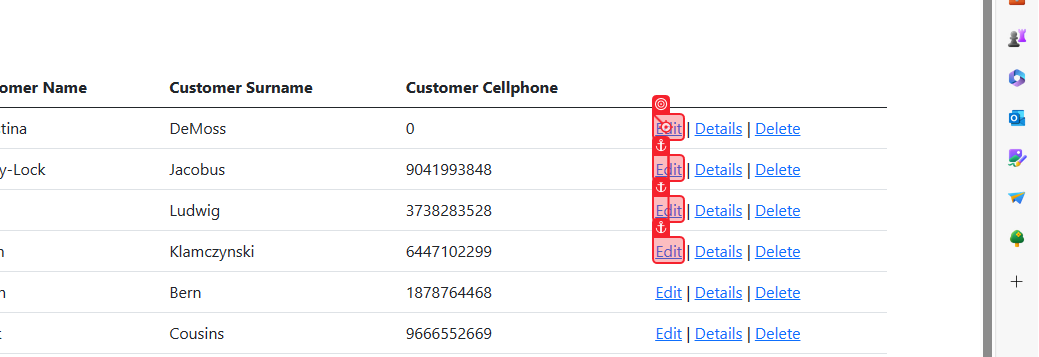 omer Name Customer Surname Customer Cellphone
tina DeMoss 0 Edit | Details | Delete
y-Lock Jacobus 9041993848 Edit | Details | Delete
Ludwig 3738283528 Edit | Details | Delete
Klamczynski 6447102299 Edit | Details | Delete
Bern 1878764468 Edit | Details | Delete
Cousins 9666552669 Edit | Details | Delete